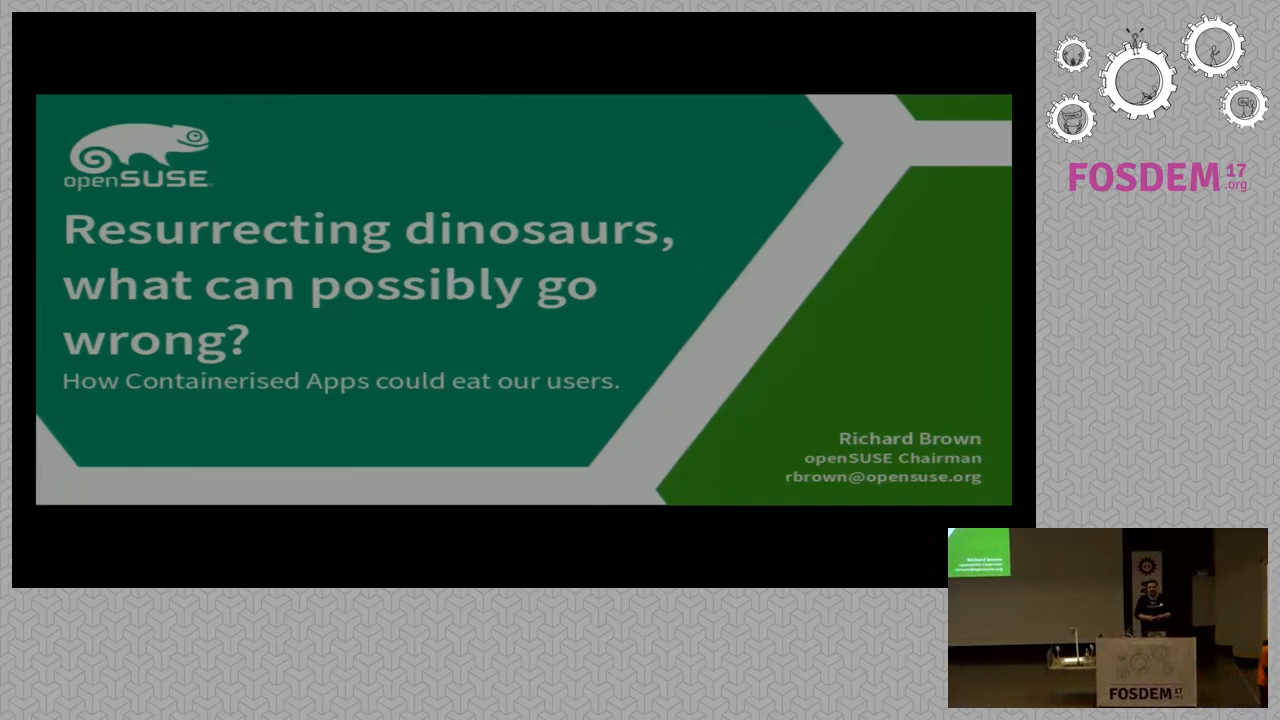 openSUSE
Resurrecting dinosaurs,
what can possibly go
wrong?
How Containerised Apps could eat our users.
Richard Brown
openSUSE Chairman
rbrown@opensuse.org
FOSDEM 17
.org
FOSDEM 17